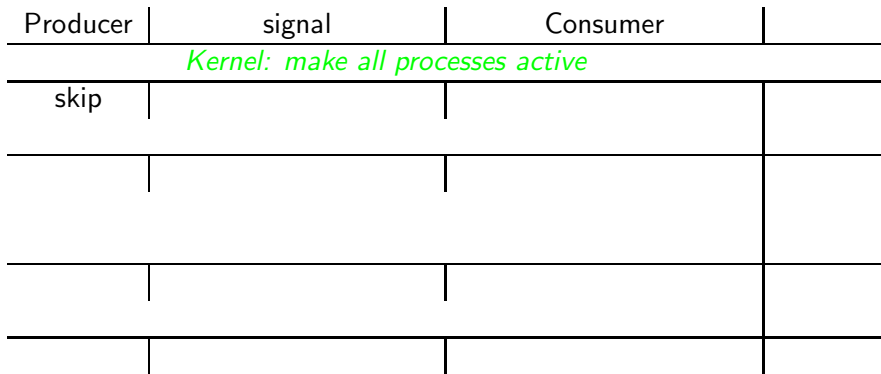 Producer signal Consumer
Kernel: make all processes active
skip